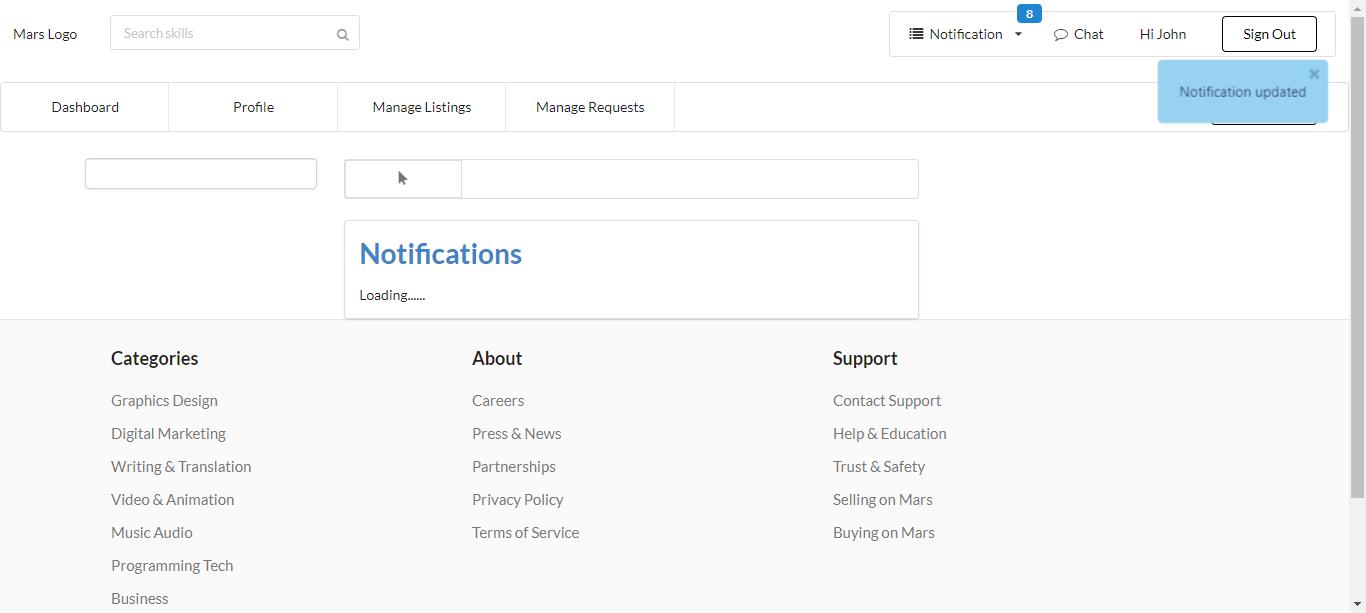 Mars Logo
Search skills
Notification
8
Chat
Hi John
Sign Out
Notification updated
Dashboard
Profile
Manage Listings
Manage Requests
Notifications
Loading......
Categories
Graphics Design
Digital Marketing
Writing & Translation
Video & Animation
Music Audio
Programming Tech
Business
About
Careers
Press & News
Partnerships
Privacy Policy
Terms of Service
Support
Contact Support
Help & Education
Trust & Safety
Selling on Mars
Buying on Mars